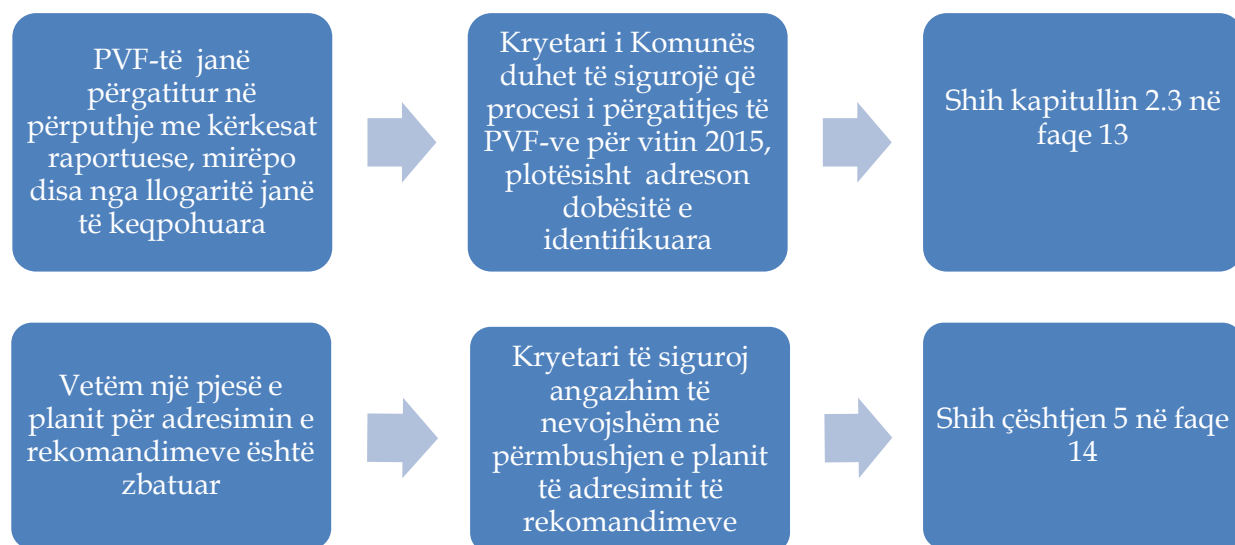 PVF-të janë
përgatitur në
përputhje me kërkesat
raportuese, mirëpo
disa nga llogaritë janë
të keqpohuara
Kryetari i Komunës
duhet të sigurojë që
procesi i përgatitjes të
PVF-ve për vitin 2015,
plotësisht adreson
dobësitë e
identifikuara
Shih kapitullin 2.3 në
faqe 13
Vetëm një pjesë e
planit për adresimin e
rekomandimeve është
zbatuar
Kryetari të siguroj
angazhim të
nevojshëm në
përmbushjen e planit
të adresimit të
rekomandimeve
Shih çështjen 5 në faqe
14